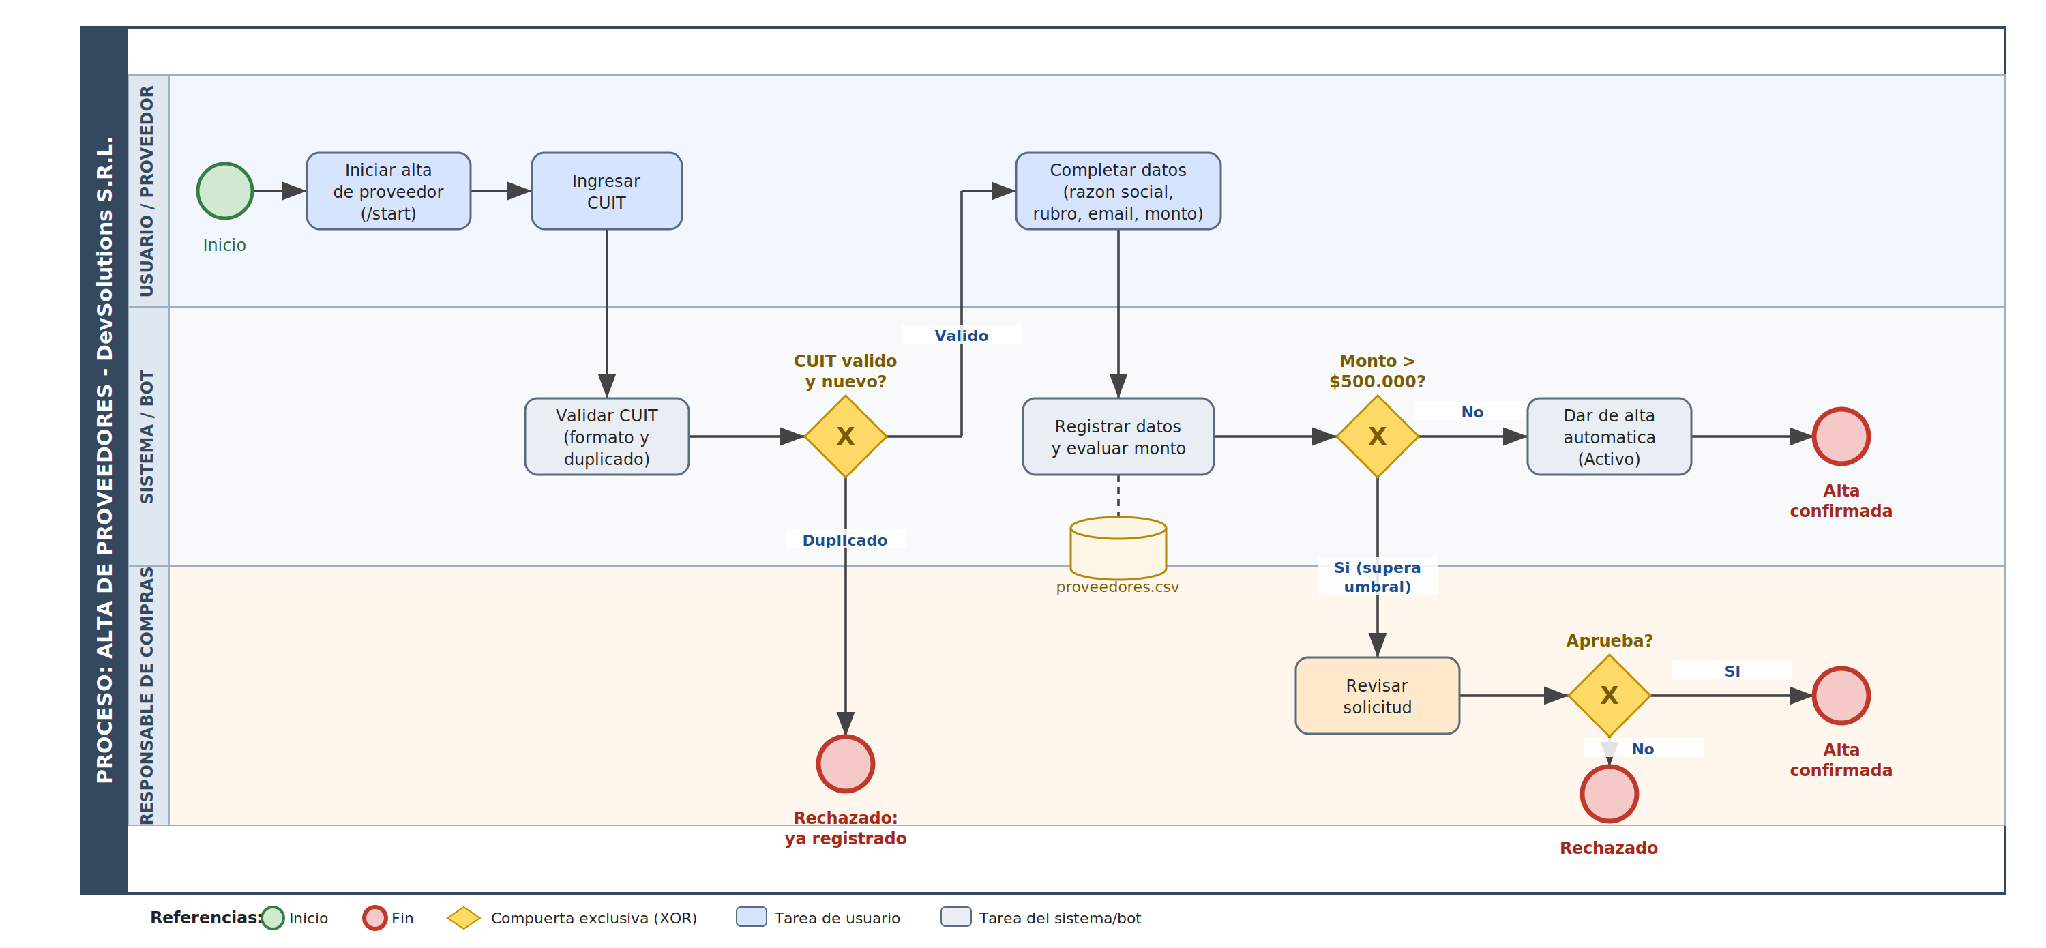 PROCESO: ALTA DE PROVEEDORES - DevSolutions S.R.L.
USUARIO / PROVEEDOR
Inicio
Iniciar alta
de proveedor
(/start)
Ingresar
CUIT
Completar datos
(razon social,
rubro, email, monto)
SISTEMA / BOT
Validar CUIT
(formato y
duplicado)
CUIT valido
y nuevo?
X
Valido
Duplicado
Registrar datos
y evaluar monto
proveedores.csv
Monto >
$500.000?
X
No
Si (supera
umbral)
Dar de alta
automatica
(Activo)
Alta
confirmada
RESPONSABLE DE COMPRAS
Rechazado:
ya registrado
Revisar
solicitud
Aprueba?
X
Si
No
Alta
confirmada
Rechazado
Referencias:
Inicio
Fin
Compuerta exclusiva (XOR)
Tarea de usuario
Tarea del sistema/bot